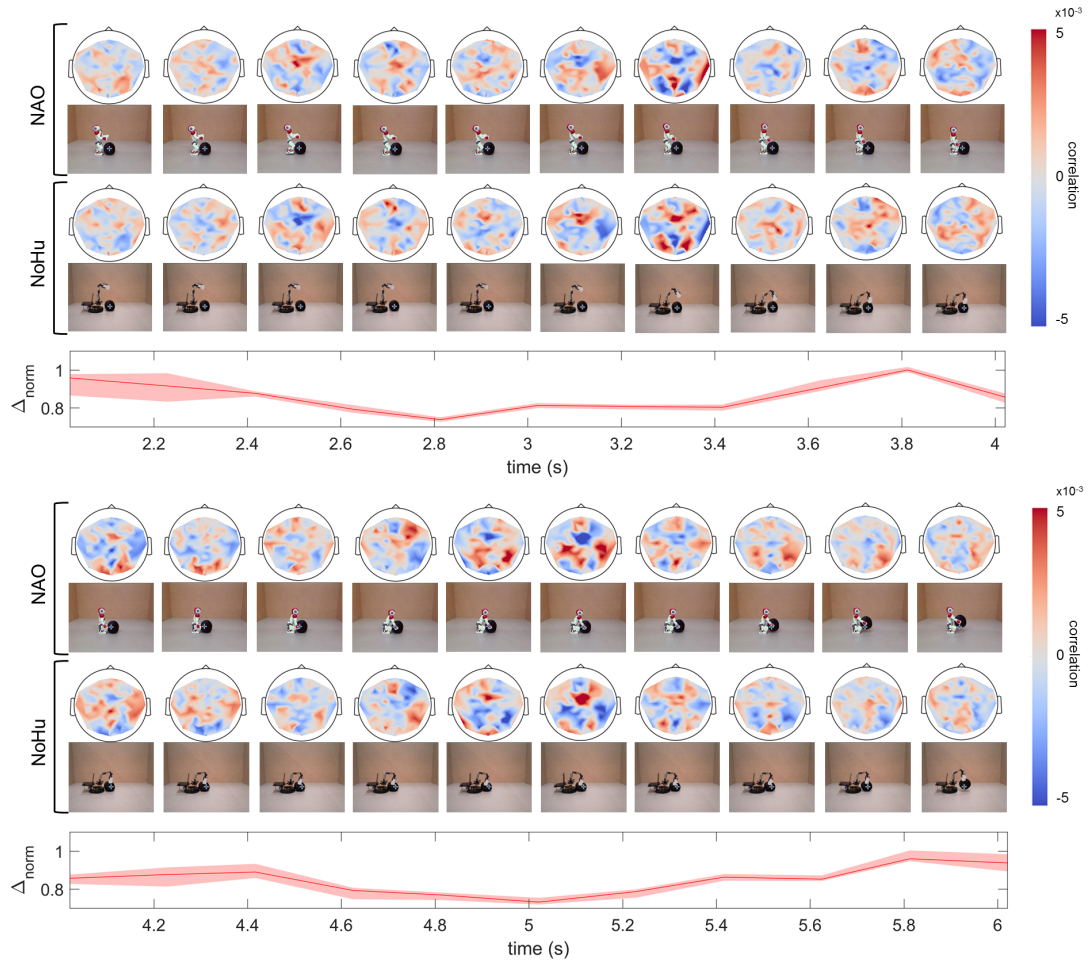 x10-3
5
NAO
correlation
0
NoHu
-5
Δnorm
1
0.8
2.2 2.4 2.6 2.8 3 3.2 3.4 3.6 3.8 4
time (s)
x10-3
5
NAO
correlation
0
NoHu
-5
Δnorm
1
0.8
4.2 4.4 4.6 4.8 5 5.2 5.4 5.6 5.8 6
time (s)